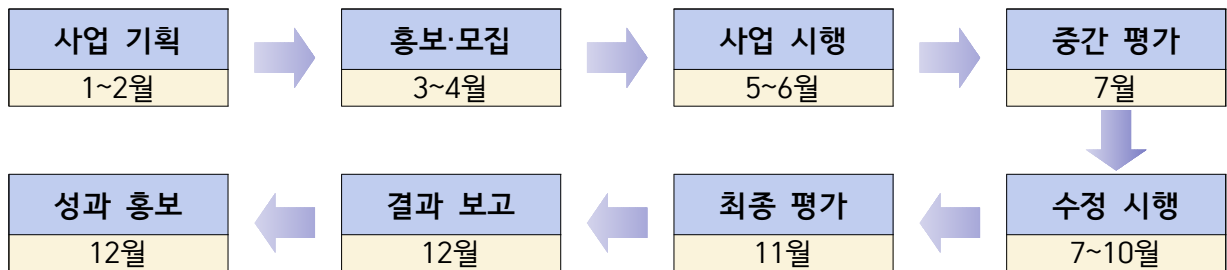 사업 기획
1~2월
홍보·모집
3~4월
사업 시행
5~6월
중간 평가
7월
수정 시행
7~10월
최종 평가
11월
결과 보고
12월
성과 홍보
12월